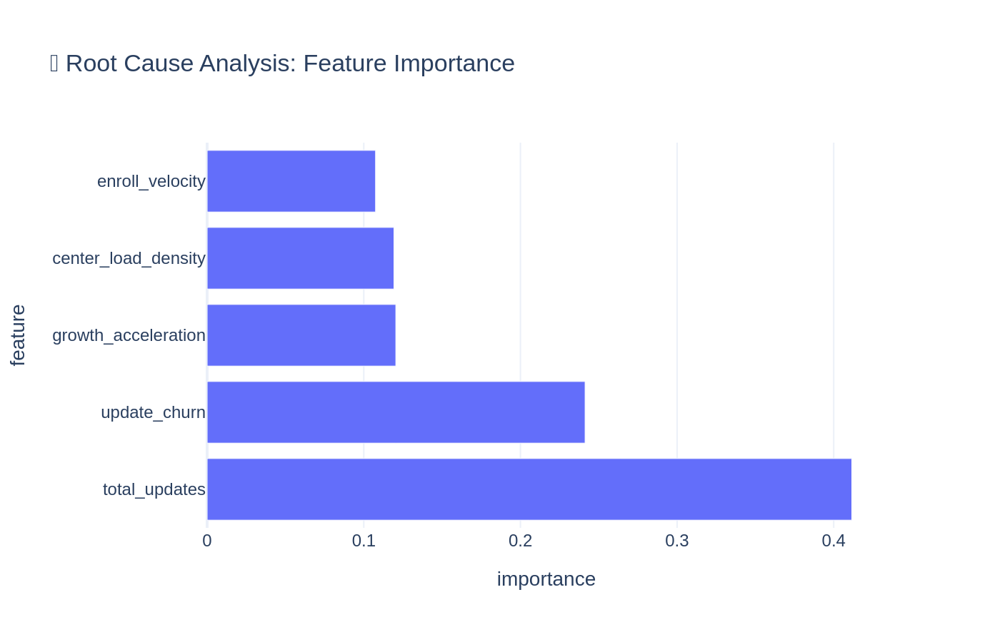 Root Cause Analysis: Feature Importance
enroll_velocity
center_load_density
growth_acceleration
update_churn
total_updates
feature
0 0.1 0.2 0.3 0.4
importance